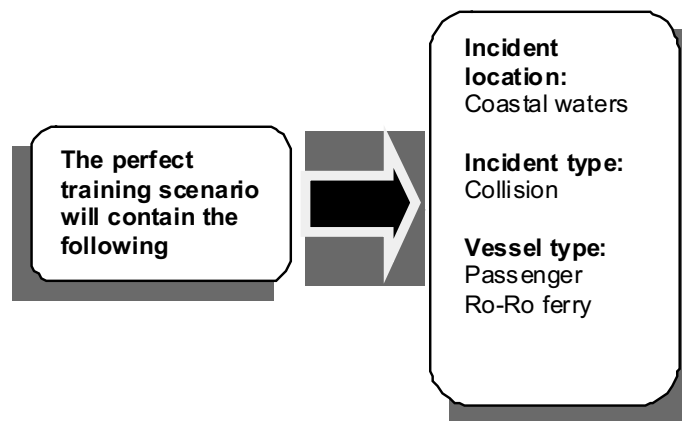 The perfect
training scenario
will contain the
following
Incident
location:
Coastal waters
Incident type:
Collision
Vessel type:
Passenger
Ro-Ro ferry